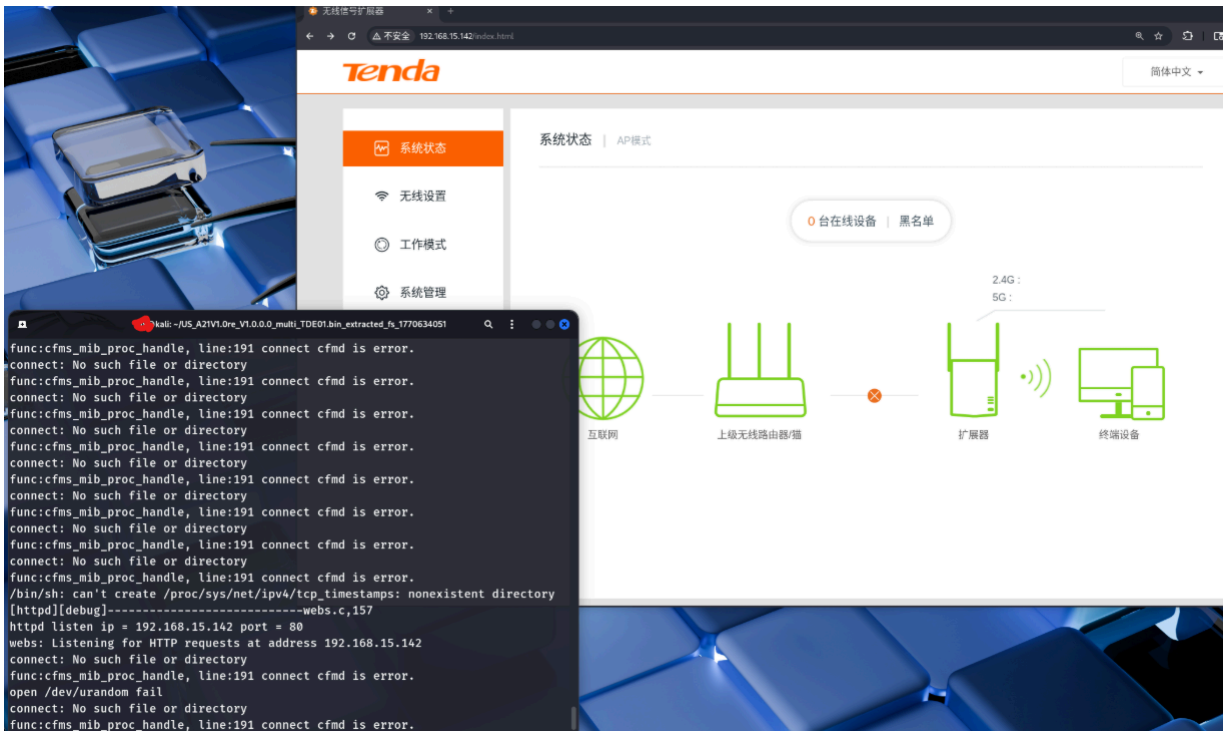 无线信号扩展器
不安全 192.168.15.142/index.html
Tenda
简体中文
系统状态
无线设置
工作模式
系统管理
系统状态 | AP模式
0 台在线设备 | 黑名单
2.4G :
5G :
互联网
上级无线路由器/猫
扩展器
终端设备
kali: ~/US_A21V1.0re_V1.0.0.0_multi_TDE01.bin_extracted_fs_1770634051
func:cfms_mib_proc_handle, line:191 connect cfmd is error.
connect: No such file or directory
func:cfms_mib_proc_handle, line:191 connect cfmd is error.
connect: No such file or directory
func:cfms_mib_proc_handle, line:191 connect cfmd is error.
connect: No such file or directory
func:cfms_mib_proc_handle, line:191 connect cfmd is error.
connect: No such file or directory
func:cfms_mib_proc_handle, line:191 connect cfmd is error.
connect: No such file or directory
func:cfms_mib_proc_handle, line:191 connect cfmd is error.
connect: No such file or directory
func:cfms_mib_proc_handle, line:191 connect cfmd is error.
connect: No such file or directory
func:cfms_mib_proc_handle, line:191 connect cfmd is error.
/bin/sh: can't create /proc/sys/net/ipv4/tcp_timestamps: nonexistent directory
[httpd][debug]----------------------------webs.c,157
httpd listen ip = 192.168.15.142 port = 80
webs: Listening for HTTP requests at address 192.168.15.142
connect: No such file or directory
func:cfms_mib_proc_handle, line:191 connect cfmd is error.
open /dev/urandom fail
connect: No such file or directory
func:cfms_mib_proc_handle, line:191 connect cfmd is error.